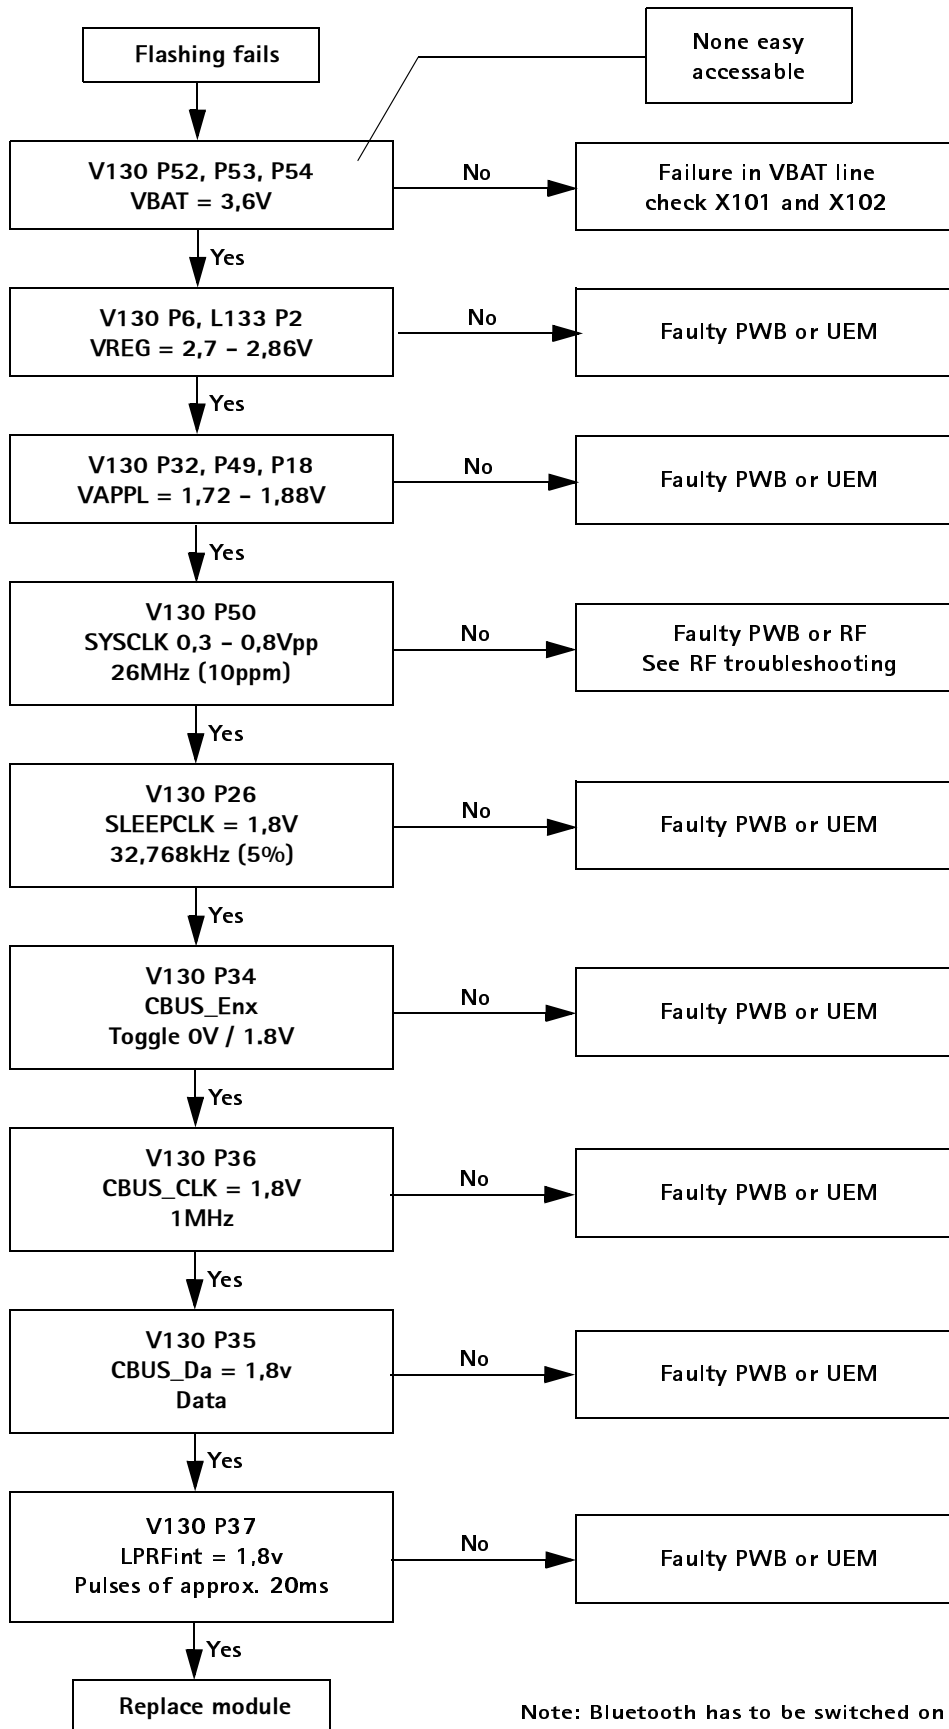 Flashing fails
None easy
accessable
V130 P52, P53, P54
VBAT = 3,6V
No
Failure in VBAT line
check X101 and X102
Yes
V130 P6, L133 P2
VREG = 2,7 – 2,86V
No
Faulty PWB or UEM
Yes
V130 P32, P49, P18
VAPPL = 1,72 – 1,88V
No
Faulty PWB or UEM
Yes
V130 P50
SYSCLK 0,3 – 0,8Vpp
26MHz (10ppm)
No
Faulty PWB or RF
See RF troubleshooting
Yes
V130 P26
SLEEPCLK = 1,8V
32,768kHz (5%)
No
Faulty PWB or UEM
Yes
V130 P34
CBUS_Enx
Toggle 0V / 1.8V
No
Faulty PWB or UEM
Yes
V130 P36
CBUS_CLK = 1,8V
1MHz
No
Faulty PWB or UEM
Yes
V130 P35
CBUS_Da = 1,8v
Data
No
Faulty PWB or UEM
Yes
V130 P37
LPRFint = 1,8v
Pulses of approx. 20ms
No
Faulty PWB or UEM
Yes
Replace module
Note: Bluetooth has to be switched on